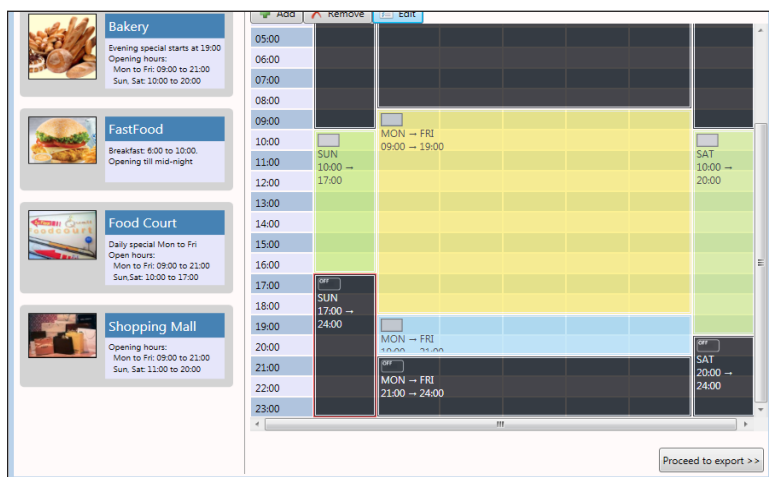 Add Remove Edit
Bakery
Evening special starts at 19:00
Opening hours:
Mon to Fri: 09:00 to 21:00
Sun, Sat: 10:00 to 20:00
FastFood
Breakfast: 6:00 to 10:00.
Opening till mid-night
Food Court
Daily special Mon to Fri
Open hours:
Mon to Fri: 09:00 to 21:00
Sun,Sat: 10:00 to 17:00
Shopping Mall
Opening hours:
Mon to Fri: 09:00 to 21:00
Sun, Sat: 11:00 to 20:00
05:00
06:00
07:00
08:00
09:00
10:00
11:00
12:00
13:00
14:00
15:00
16:00
17:00
18:00
19:00
20:00
21:00
22:00
23:00
SUN
10:00 →
17:00
OFF
SUN
17:00 →
24:00
MON → FRI
09:00 → 19:00
MON → FRI
19:00 → 21:00
OFF
MON → FRI
21:00 → 24:00
SAT
10:00 →
20:00
OFF
SAT
20:00 →
24:00
Proceed to export >>